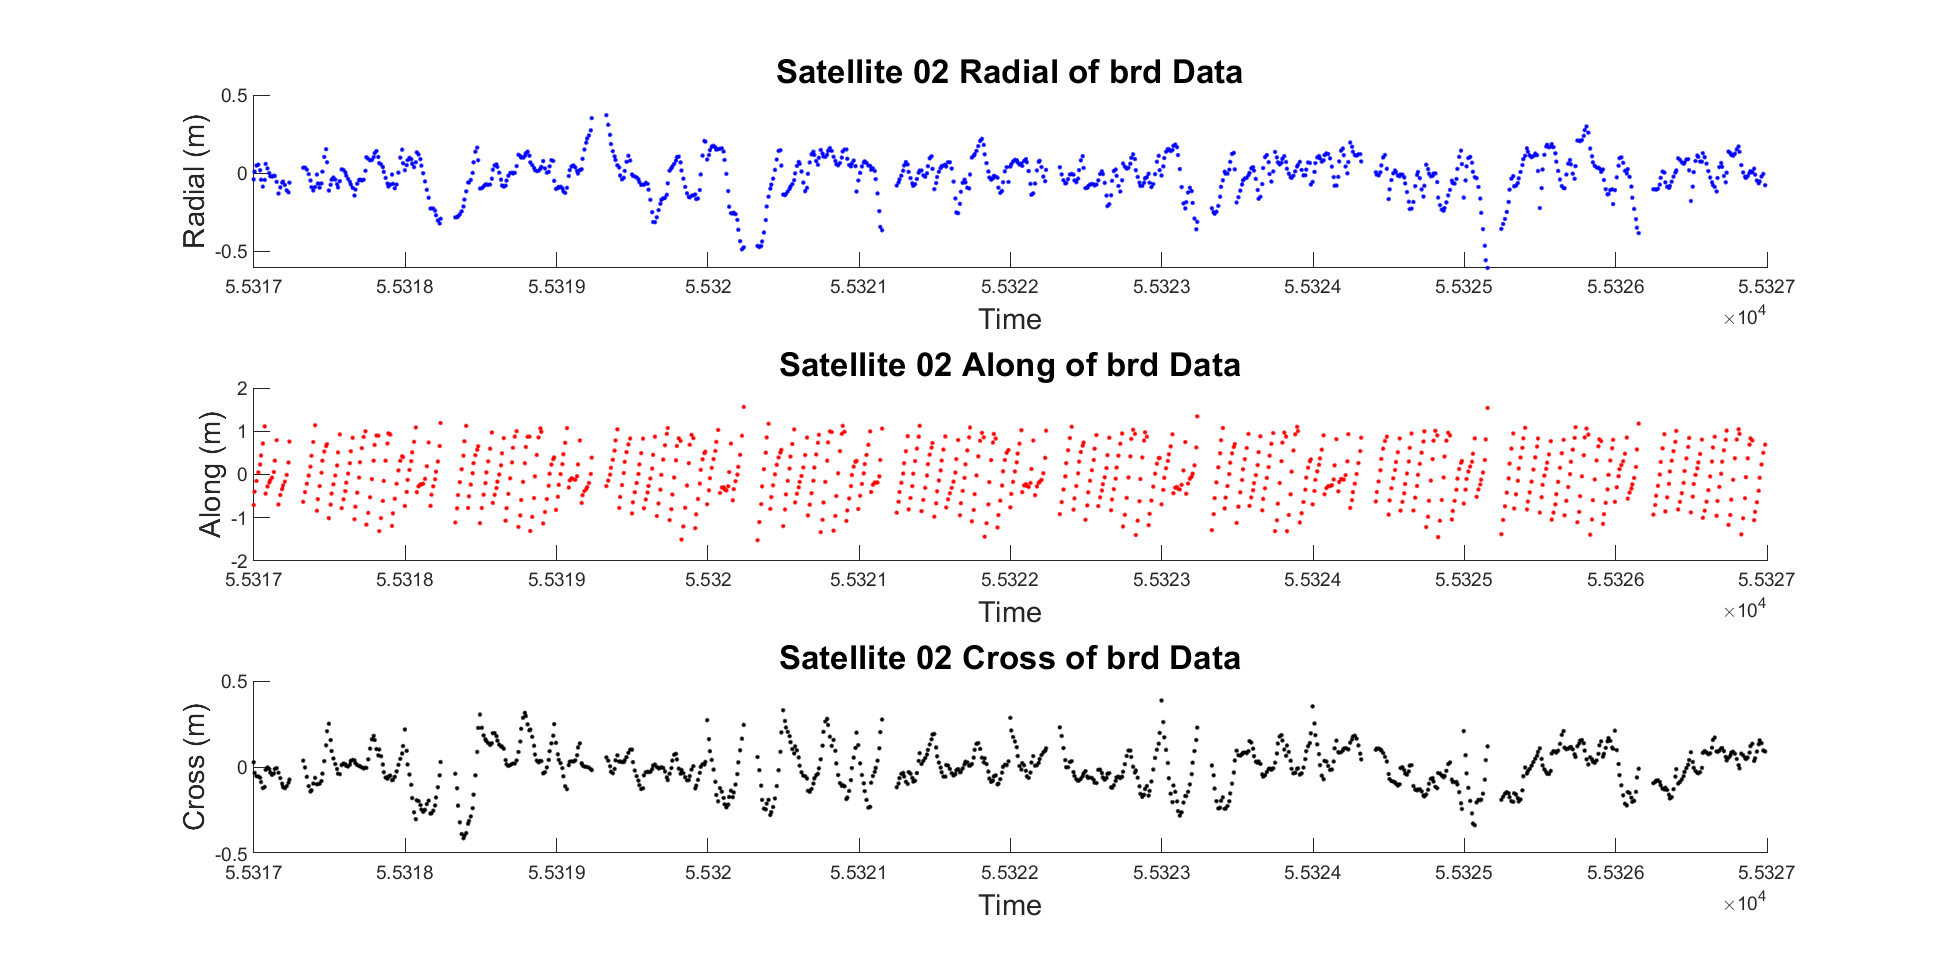 Satellite 02 Radial of brd Data
0.5
0
-0.5
Radial (m)
5.5317 5.5318 5.5319 5.532 5.5321 5.5322 5.5323 5.5324 5.5325 5.5326 5.5327
Time
×10^4
Satellite 02 Along of brd Data
2
1
0
-1
-2
Along (m)
5.5317 5.5318 5.5319 5.532 5.5321 5.5322 5.5323 5.5324 5.5325 5.5326 5.5327
Time
×10^4
Satellite 02 Cross of brd Data
0.5
0
-0.5
Cross (m)
5.5317 5.5318 5.5319 5.532 5.5321 5.5322 5.5323 5.5324 5.5325 5.5326 5.5327
Time
×10^4